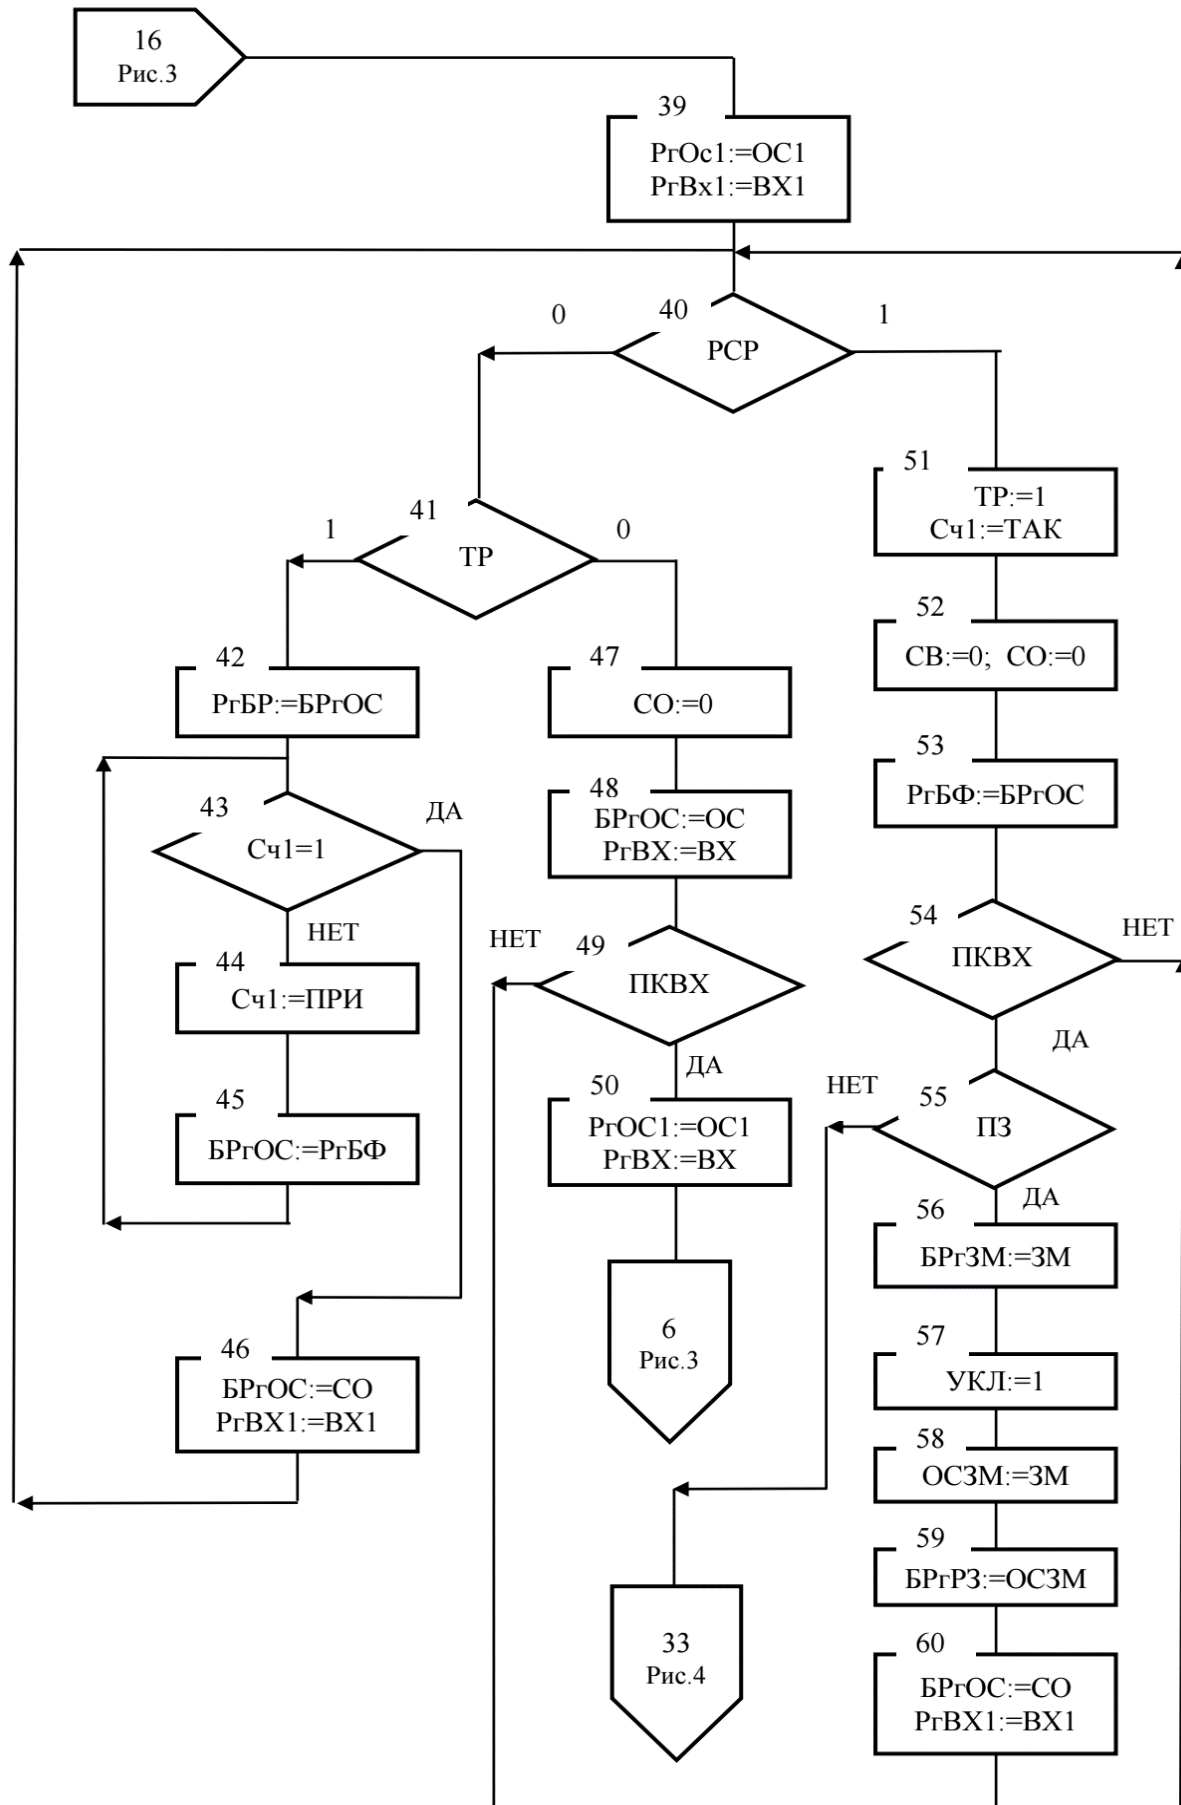 16
Рис.3
39
РгОс1:=ОС1
РгВх1:=ВХ1
40
0
1
РСР
41
1
0
ТР
51
ТР:=1
Сч1:=ТАК
52
СВ:=0; СО:=0
42
РгБР:=БРгОС
47
СО:=0
53
РгБФ:=БРгОС
43
ДА
Сч1=1
НЕТ
48
БРгОС:=ОС
РгВХ:=ВХ
44
Сч1:=ПРИ
НЕТ
49
ПКВХ
ДА
54
НЕТ
ПКВХ
ДА
45
БРгОС:=РгБФ
50
РгОС1:=ОС1
РгВХ:=ВХ
НЕТ
55
ПЗ
ДА
56
БРгЗМ:=ЗМ
6
Рис.3
46
БРгОС:=СО
РгВХ1:=ВХ1
57
УКЛ:=1
58
ОСЗМ:=ЗМ
59
БРгРЗ:=ОСЗМ
33
Рис.4
60
БРгОС:=СО
РгВХ1:=ВХ1